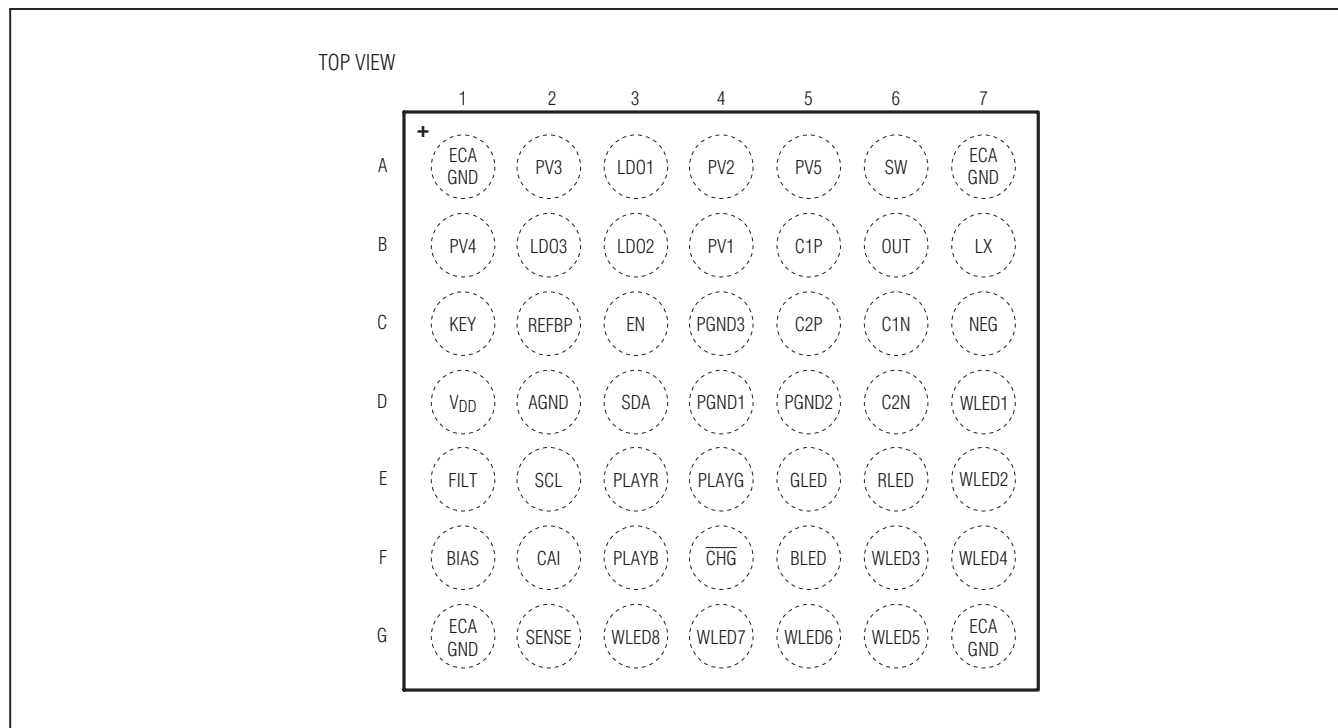 TOP VIEW
1 2 3 4 5 6 7
+
A ECA GND PV3 LDO1 PV2 PV5 SW ECA GND
B PV4 LDO3 LDO2 PV1 C1P OUT LX
C KEY REFBP EN PGND3 C2P C1N NEG
D VDD AGND SDA PGND1 PGND2 C2N WLED1
E FILT SCL PLAYR PLAYG GLED RLED WLED2
F BIAS CAI PLAYB CHG BLED WLED3 WLED4
G ECA GND SENSE WLED8 WLED7 WLED6 WLED5 ECA GND